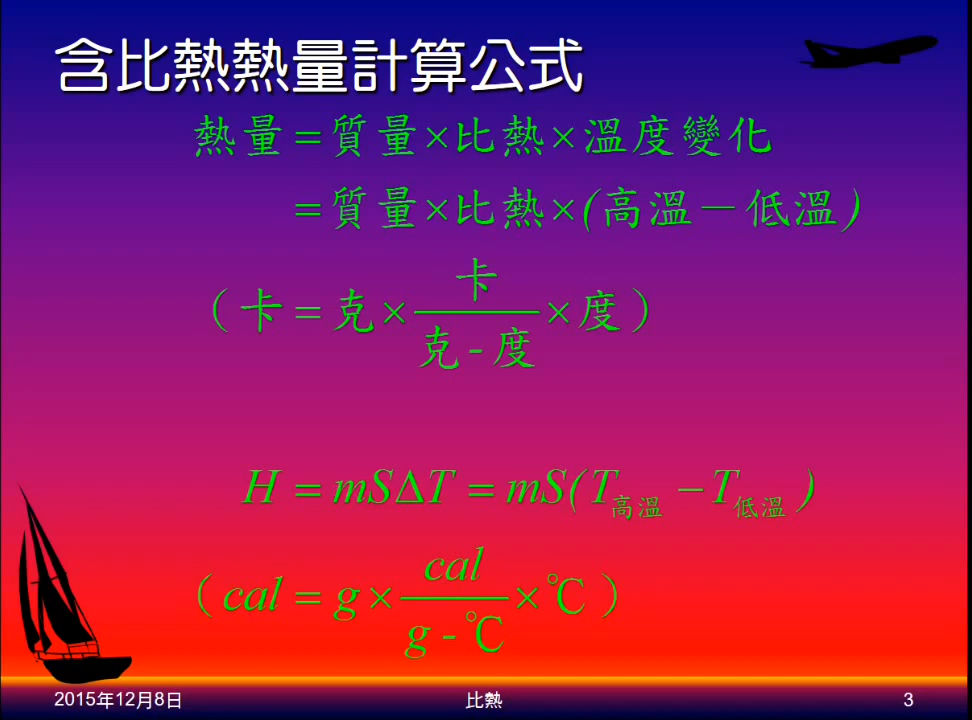 含比熱熱量計算公式
熱量=質量×比熱×溫度變化
=質量×比熱×(高溫－低溫)
（卡=克×卡/克-度×度）
H = mSΔT = mS(T高溫 − T低溫)
（cal = g×cal/g-℃×℃）
2015年12月8日 比熱 3